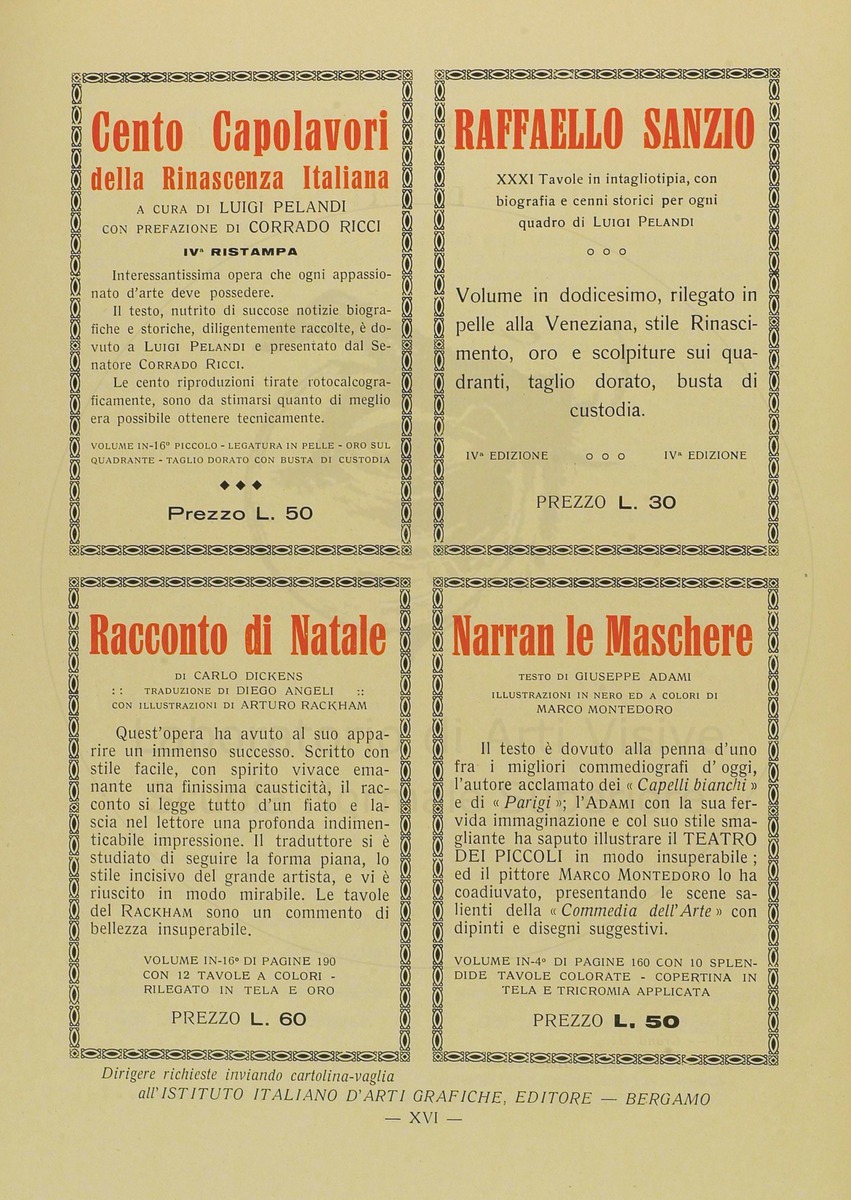 Cento Capolavori
della Rinascenza Italiana
A CURA DI LUIGI PELANDI
CON PREFAZIONE DI CORRADO RICCI
IVª RISTAMPA
Interessantissima opera che ogni appassio-
nato d'arte deve possedere.
Il testo, nutrito di succose notizie biogra-
fiche e storiche, diligentemente raccolte, è do-
vuto a LUIGI PELANDI e presentato dal Se-
natore CORRADO RICCI.
Le cento riproduzioni tirate rotocalcogra-
ficamente, sono da stimarsi quanto di meglio
era possibile ottenere tecnicamente.
VOLUME IN-16º PICCOLO - LEGATURA IN PELLE - ORO SUL
QUADRANTE - TAGLIO DORATO CON BUSTA DI CUSTODIA
◆ ◆ ◆
Prezzo L. 50
RAFFAELLO SANZIO
XXXI Tavole in intagliotipia, con
biografia e cenni storici per ogni
quadro di LUIGI PELANDI
o o o
Volume in dodicesimo, rilegato in
pelle alla Veneziana, stile Rinasci-
mento, oro e scolpiture sui qua-
dranti, taglio dorato, busta di
custodia.
IVª EDIZIONE o o o IVª EDIZIONE
PREZZO L. 30
Racconto di Natale
DI CARLO DICKENS
:: TRADUZIONE DI DIEGO ANGELI ::
CON ILLUSTRAZIONI DI ARTURO RACKHAM
Quest'opera ha avuto al suo appa-
rire un immenso successo. Scritto con
stile facile, con spirito vivace ema-
nante una finissima causticità, il rac-
conto si legge tutto d'un fiato e la-
scia nel lettore una profonda indimen-
ticabile impressione. Il traduttore si è
studiato di seguire la forma piana, lo
stile incisivo del grande artista, e vi è
riuscito in modo mirabile. Le tavole
del RACKHAM sono un commento di
bellezza insuperabile.
VOLUME IN-16º DI PAGINE 190
CON 12 TAVOLE A COLORI -
RILEGATO IN TELA E ORO
PREZZO L. 60
Narran le Maschere
TESTO DI GIUSEPPE ADAMI
ILLUSTRAZIONI IN NERO ED A COLORI DI
MARCO MONTEDORO
Il testo è dovuto alla penna d'uno
fra i migliori commediografi d' oggi,
l'autore acclamato dei « Capelli bianchi »
e di « Parigi »; l'ADAMI con la sua fer-
vida immaginazione e col suo stile sma-
gliante ha saputo illustrare il TEATRO
DEI PICCOLI in modo insuperabile ;
ed il pittore MARCO MONTEDORO lo ha
coadiuvato, presentando le scene sa-
lienti della « Commedia dell'Arte » con
dipinti e disegni suggestivi.
VOLUME IN-4º DI PAGINE 160 CON 10 SPLEN-
DIDE TAVOLE COLORATE - COPERTINA IN
TELA E TRICROMIA APPLICATA
PREZZO L. 50
Dirigere richieste inviando cartolina-vaglia
all'ISTITUTO ITALIANO D'ARTI GRAFICHE, EDITORE — BERGAMO
— XVI —